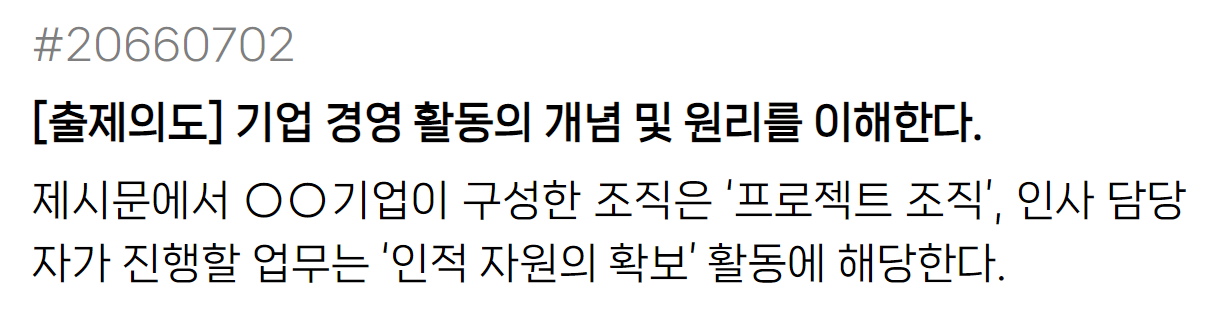 #20660702
[출제의도] 기업 경영 활동의 개념 및 원리를 이해한다.
제시문에서 ○○기업이 구성한 조직은 ‘프로젝트 조직’, 인사 담당
자가 진행할 업무는 ‘인적 자원의 확보’ 활동에 해당한다.